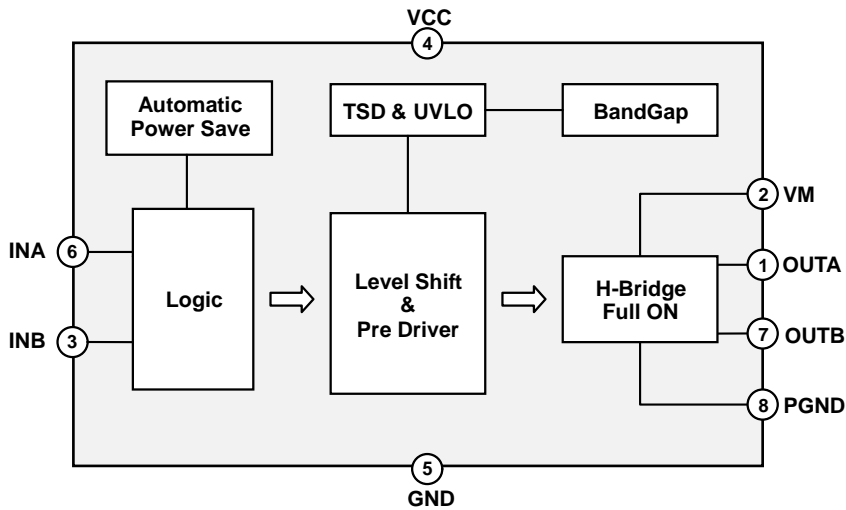 VCC
4
Automatic
Power Save
TSD & UVLO
BandGap
2 VM
INA 6
1 OUTA
Logic
Level Shift
&
Pre Driver
H-Bridge
Full ON
INB 3
7 OUTB
8 PGND
5
GND